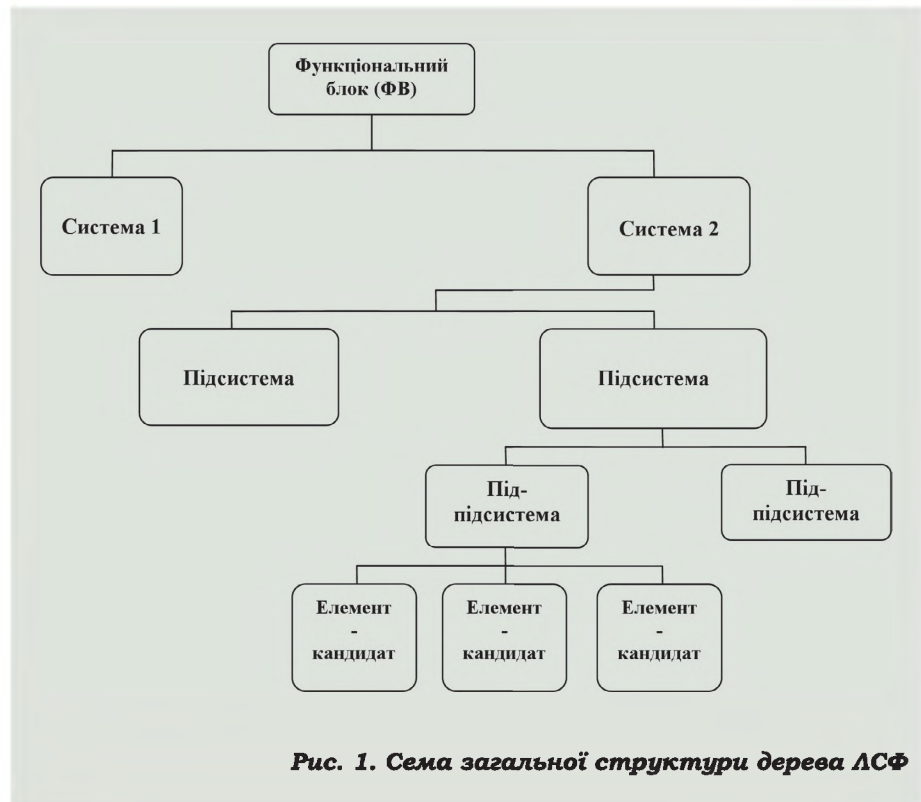 Функціональний
блок (ФВ)
Система 1
Система 2
Підсистема
Підсистема
Під-
підсистема
Під-
підсистема
Елемент
-
кандидат
Елемент
-
кандидат
Елемент
-
кандидат
Рис. 1. Сема загальної структури дерева ЛСФ